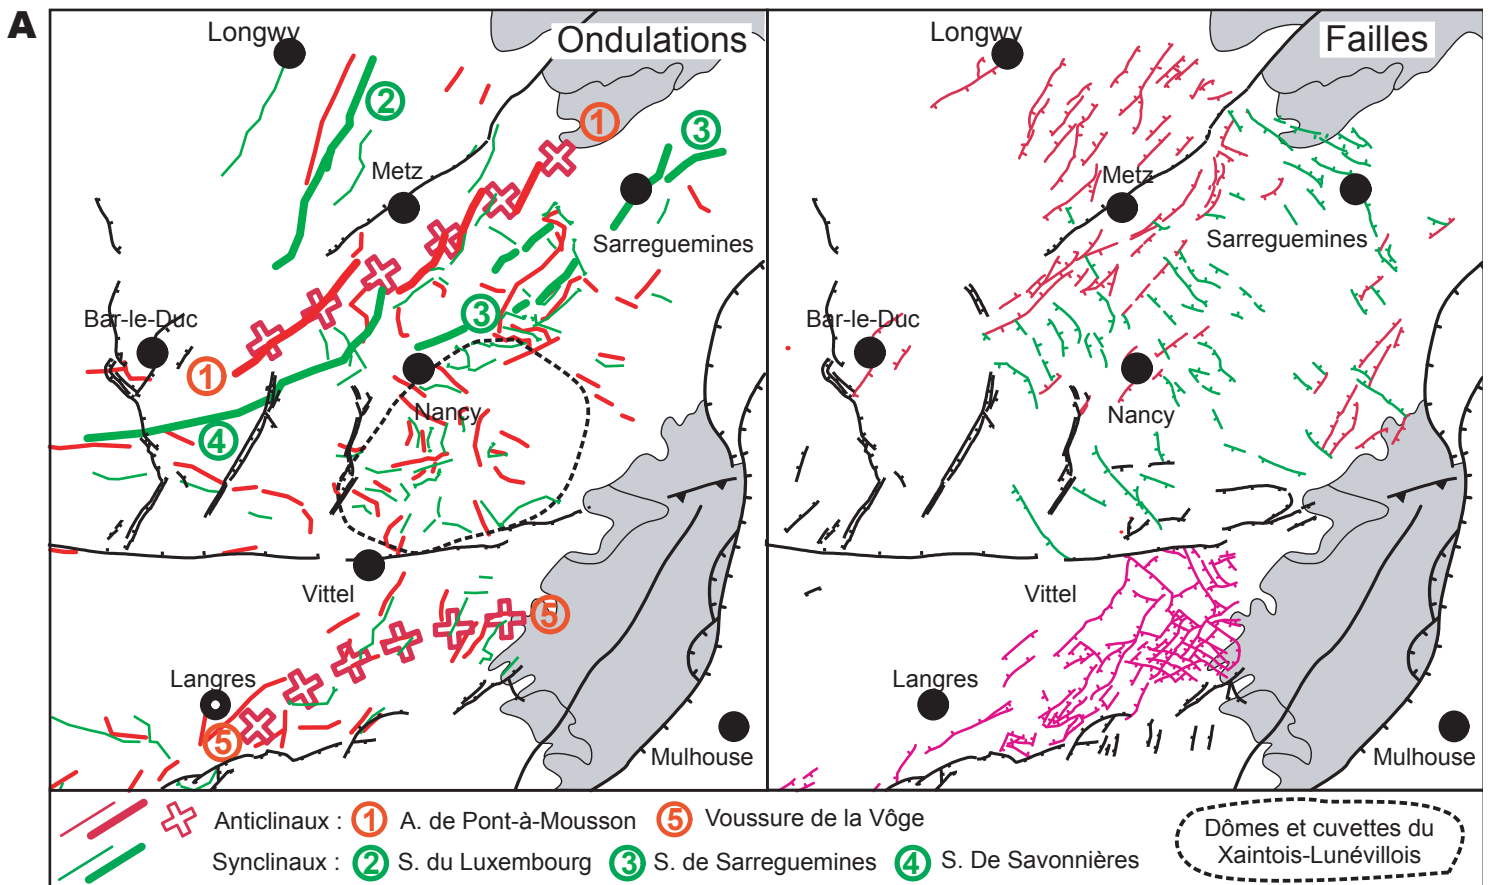 A
Longwy
Ondulations
2
1
3
Metz
Sarreguemines
Bar-le-Duc
3
1
Nancy
4
Vittel
5
Langres
5
Mulhouse
Longwy
Failles
Metz
Sarreguemines
Bar-le-Duc
Nancy
Vittel
Langres
Mulhouse
Anticlinaux : 1 A. de Pont-à-Mousson 5 Voussure de la Vôge
Synclinaux : 2 S. du Luxembourg 3 S. de Sarreguemines 4 S. De Savonnières
Dômes et cuvettes du
Xaintois-Lunévillois